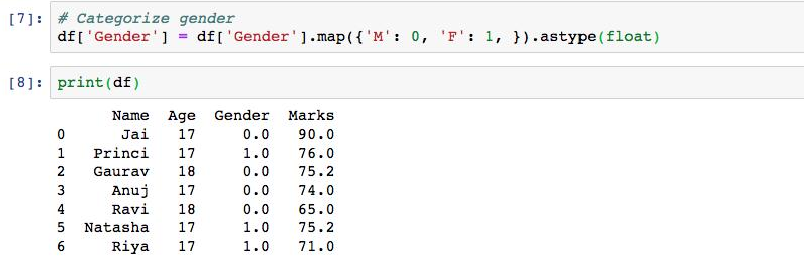 [7]: # Categorize gender
df['Gender'] = df['Gender'].map({'M': 0, 'F': 1, }).astype(float)
[8]: print(df)
Name Age Gender Marks
0 Jai 17 0.0 90.0
1 Princi 17 1.0 76.0
2 Gaurav 18 0.0 75.2
3 Anuj 17 0.0 74.0
4 Ravi 18 0.0 65.0
5 Natasha 17 1.0 75.2
6 Riya 17 1.0 71.0